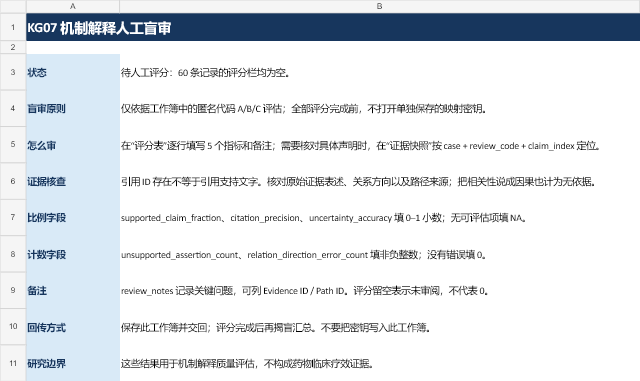 A B
1 KG07 机制解释人工盲审
2
3 状态 待人工评分：60 条记录的评分栏均为空。
4 盲审原则 仅依据工作簿中的匿名代码 A/B/C 评估；全部评分完成前，不打开单独保存的映射密钥。
5 怎么审 在“评分表”逐行填写 5 个指标和备注；需要核对具体声明时，在“证据快照”按 case + review_code + claim_index 定位。
6 证据核查 引用 ID 存在不等于引用支持文字。核对原始证据表述、关系方向以及路径来源；把相关性说成因果也计为无依据。
7 比例字段 supported_claim_fraction、citation_precision、uncertainty_accuracy 填 0–1 小数；无可评估项填 NA。
8 计数字段 unsupported_assertion_count、relation_direction_error_count 填非负整数；没有错误填 0。
9 备注 review_notes 记录关键问题，可列 Evidence ID / Path ID。评分留空表示未审阅，不代表 0。
10 回传方式 保存此工作簿并交回；评分完成后再揭盲汇总。不要把密钥写入此工作簿。
11 研究边界 这些结果用于机制解释质量评估，不构成药物临床疗效证据。